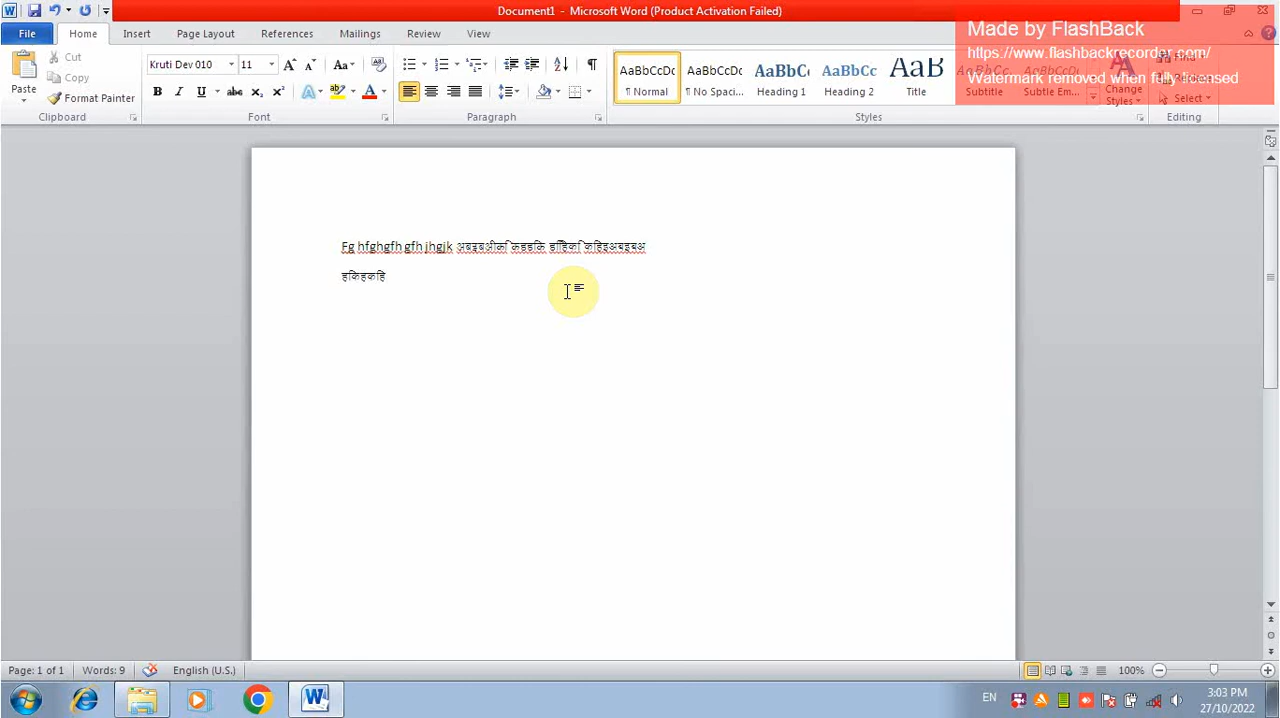 Document1 - Microsoft Word (Product Activation Failed)
Made by FlashBack
https://www.flashbackrecorder.com/
Watermark removed when fully licensed
File Home Insert Page Layout References Mailings Review View
Paste
Cut
Copy
Format Painter
Clipboard
Kruti Dev 010 11
Font
Paragraph
AaBbCcDc AaBbCcDc AaBbCc AaBbCc AaB
¶ Normal ¶ No Spaci... Heading 1 Heading 2 Title Subtitle Subtle Em...
Styles
Change Styles
Find
Select
Editing
Fg hfghgfh gfh jhgjk
हकिहकहि
Page: 1 of 1 Words: 9 English (U.S.) 100%
EN
3:03 PM
27/10/2022